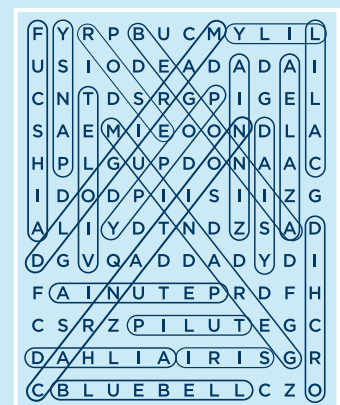 F Y R P B U C M Y L I L
U S I O D E A D A D A I
C N T D S R G P I G E L
S A E M I E O O N D L A
H P L G U P D O N A A C
I D O D P I I S I I Z G
A L I Y D T N D Z S A D
D G V Q A D D A D Y D I
F A I N U T E P R D F H
C S R Z P I L U T E G C
D A H L I A I R I S G R
C B L U E B E L L C Z O